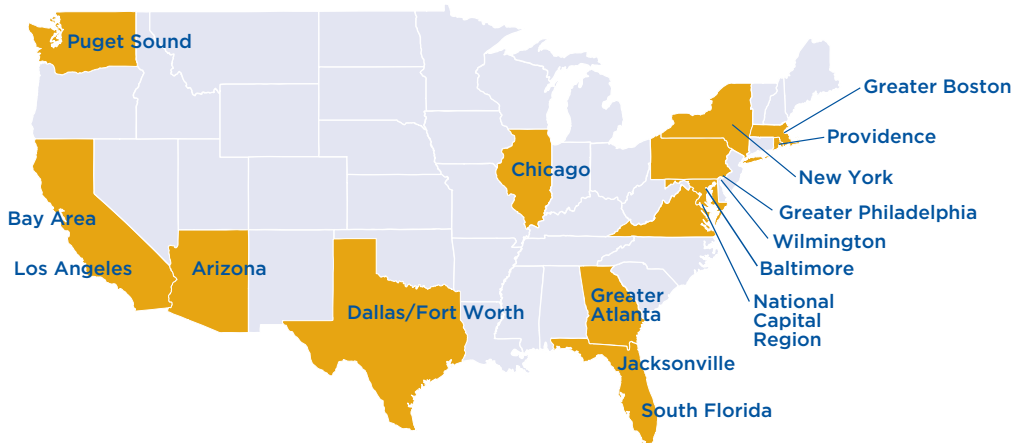 Puget Sound
Greater Boston
Providence
Chicago
New York
Greater Philadelphia
Bay Area
Wilmington
Los Angeles
Arizona
Baltimore
Greater
Atlanta
National
Capital
Region
Dallas/Fort Worth
Jacksonville
South Florida